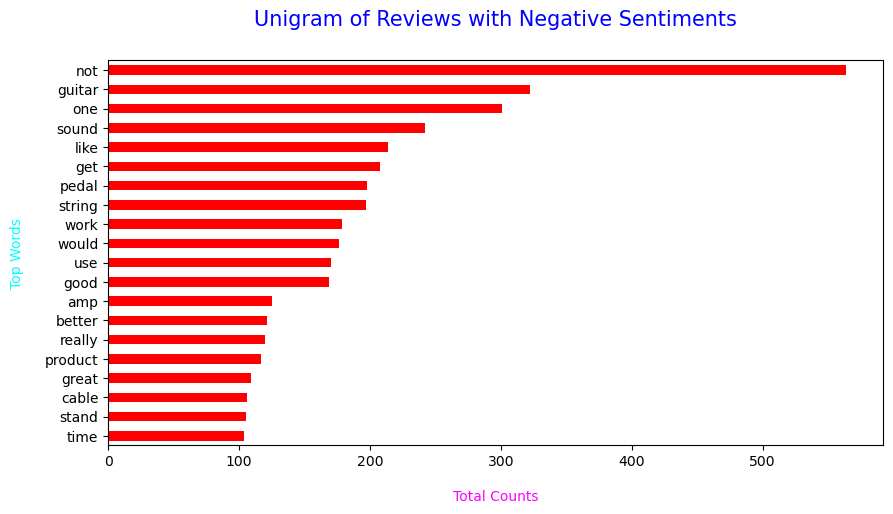 Unigram of Reviews with Negative Sentiments
not
guitar
one
sound
like
get
pedal
string
work
would
use
good
amp
better
really
product
great
cable
stand
time
Top Words
0 100 200 300 400 500
Total Counts